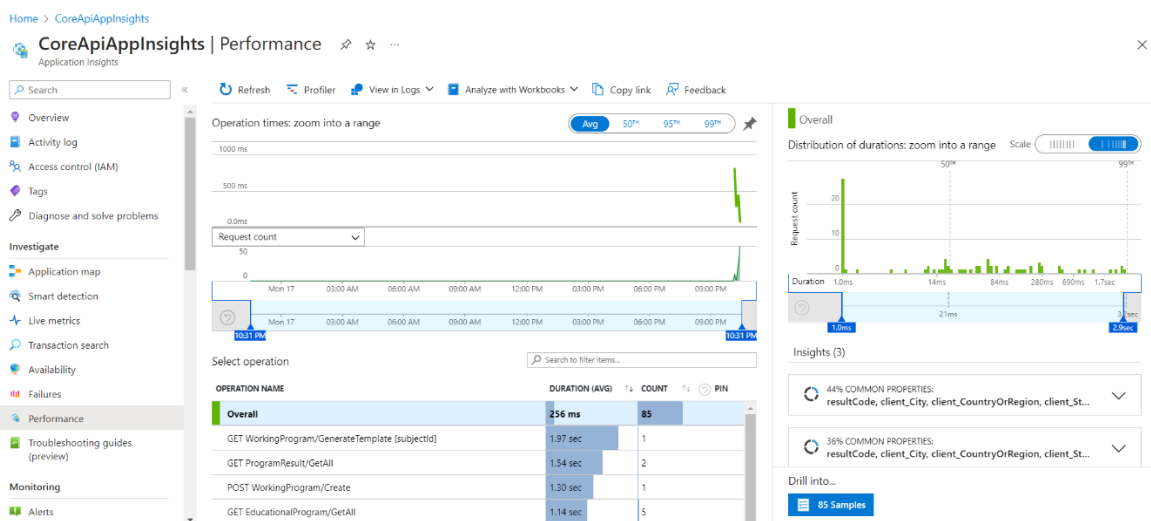 Home > CoreApiAppInsights
CoreApiAppInsights | Performance
Application Insights
Search
Overview
Activity log
Access control (IAM)
Tags
Diagnose and solve problems
Investigate
Application map
Smart detection
Live metrics
Transaction search
Availability
Failures
Performance
Troubleshooting guides
(preview)
Monitoring
Alerts
Refresh Profiler View in Logs Analyze with Workbooks Copy link Feedback
Operation times: zoom into a range
Avg 50TH 95TH 99TH
1000 ms
500 ms
0.0ms
Request count
50
0
Mon 17 03:00 AM 06:00 AM 09:00 AM 12:00 PM 03:00 PM 06:00 PM 09:00 PM
Mon 17 03:00 AM 06:00 AM 09:00 AM 12:00 PM 03:00 PM 06:00 PM 09:00 PM
10:31 PM 10:31 PM
Select operation
Search to filter items...
OPERATION NAME DURATION (AVG) COUNT PIN
Overall 256 ms 85
GET WorkingProgram/GenerateTemplate [subjectId] 1.97 sec 1
GET ProgramResult/GetAll 1.54 sec 2
POST WorkingProgram/Create 1.30 sec 1
GET EducationalProgram/GetAll 1.14 sec 5
Overall
Distribution of durations: zoom into a range Scale
50TH 99TH
Request count
20
10
0
Duration 1.0ms 14ms 84ms 280ms 690ms 1.7sec
21ms
1.0ms 2.9sec
Insights (3)
44% COMMON PROPERTIES:
resultCode, client_City, client_CountryOrRegion, client_St...
36% COMMON PROPERTIES:
resultCode, client_City, client_CountryOrRegion, client_St...
Drill into...
85 Samples